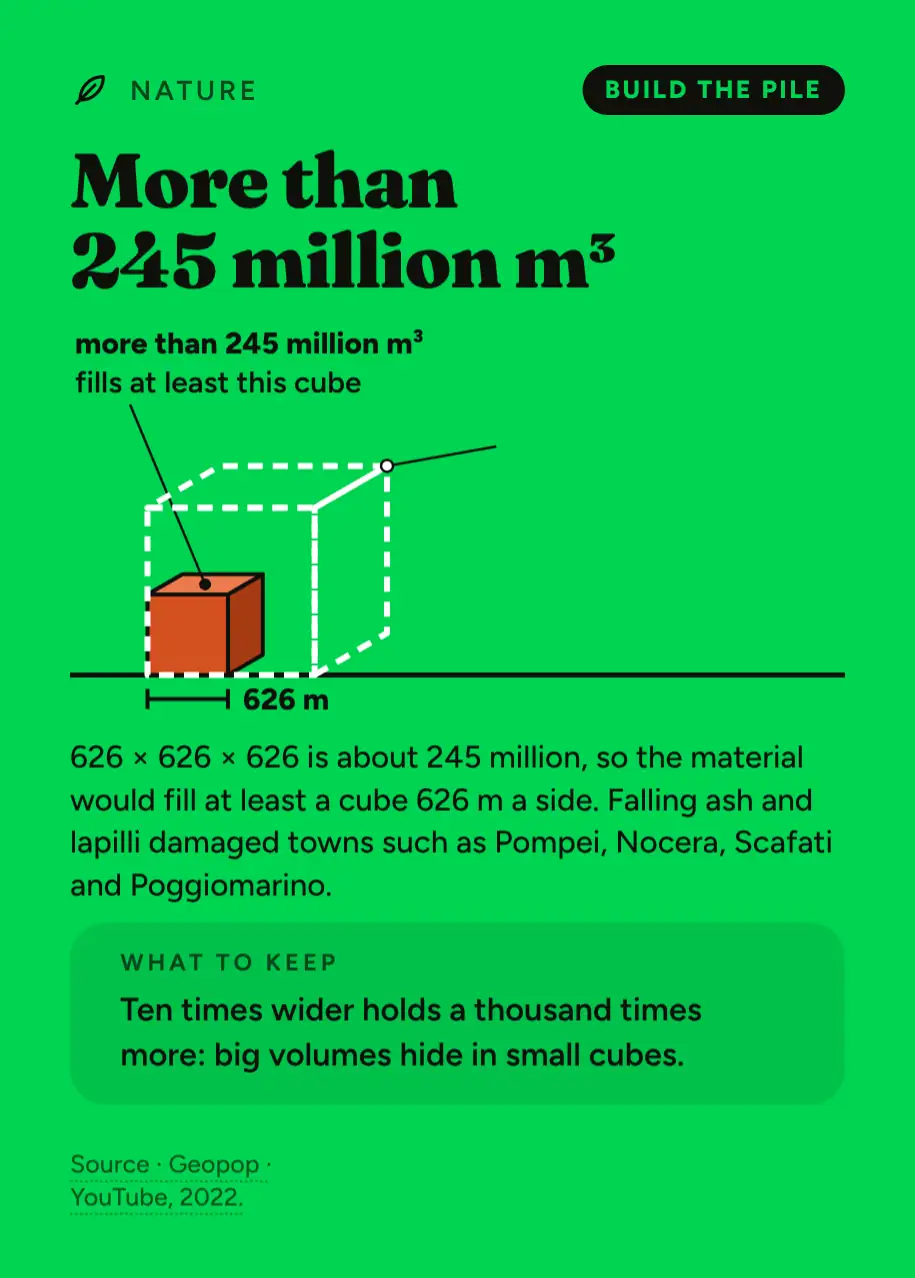 NATURE
BUILD THE PILE
More than
245 million m³
more than 245 million m³
fills at least this cube
626 m
626 × 626 × 626 is about 245 million, so the material
would fill at least a cube 626 m a side. Falling ash and
lapilli damaged towns such as Pompei, Nocera, Scafati
and Poggiomarino.
WHAT TO KEEP
Ten times wider holds a thousand times
more: big volumes hide in small cubes.
Source · Geopop ·
YouTube, 2022.